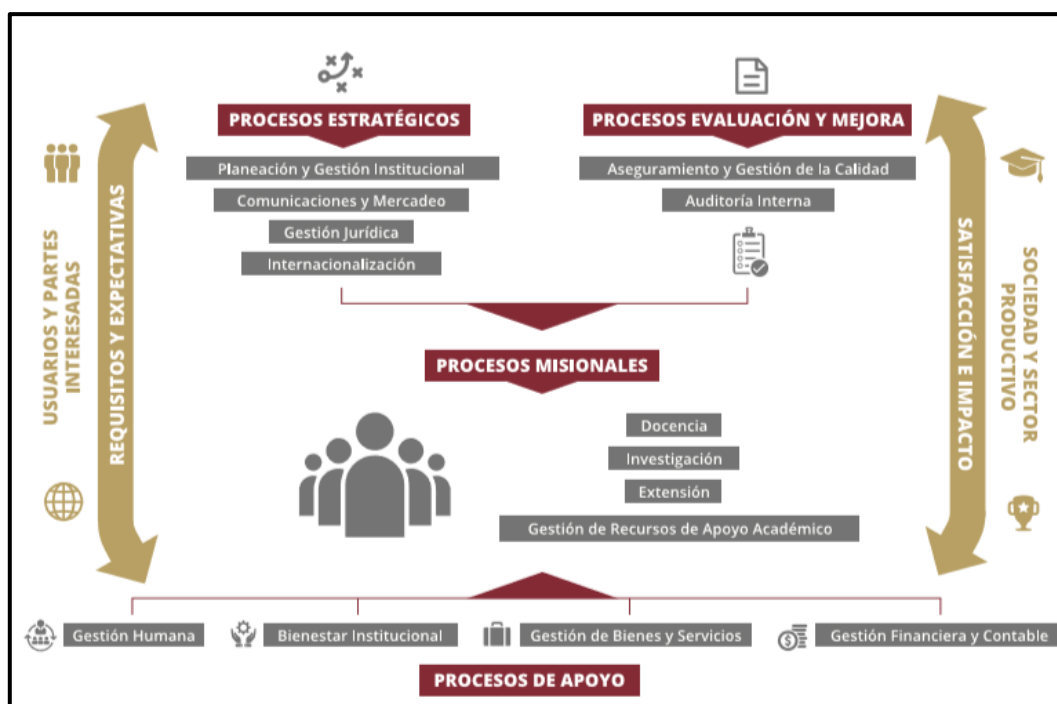 PROCESOS ESTRATÉGICOS
Planeación y Gestión Institucional
Comunicaciones y Mercadeo
Gestión Jurídica
Internacionalización
PROCESOS EVALUACIÓN Y MEJORA
Aseguramiento y Gestión de la Calidad
Auditoría Interna
USUARIOS Y PARTES
INTERESADAS
REQUISITOS Y EXPECTATIVAS
PROCESOS MISIONALES
Docencia
Investigación
Extensión
Gestión de Recursos de Apoyo Académico
SATISFACCIÓN E IMPACTO
SOCIEDAD Y SECTOR
PRODUCTIVO
Gestión Humana
Bienestar Institucional
Gestión de Bienes y Servicios
Gestión Financiera y Contable
PROCESOS DE APOYO